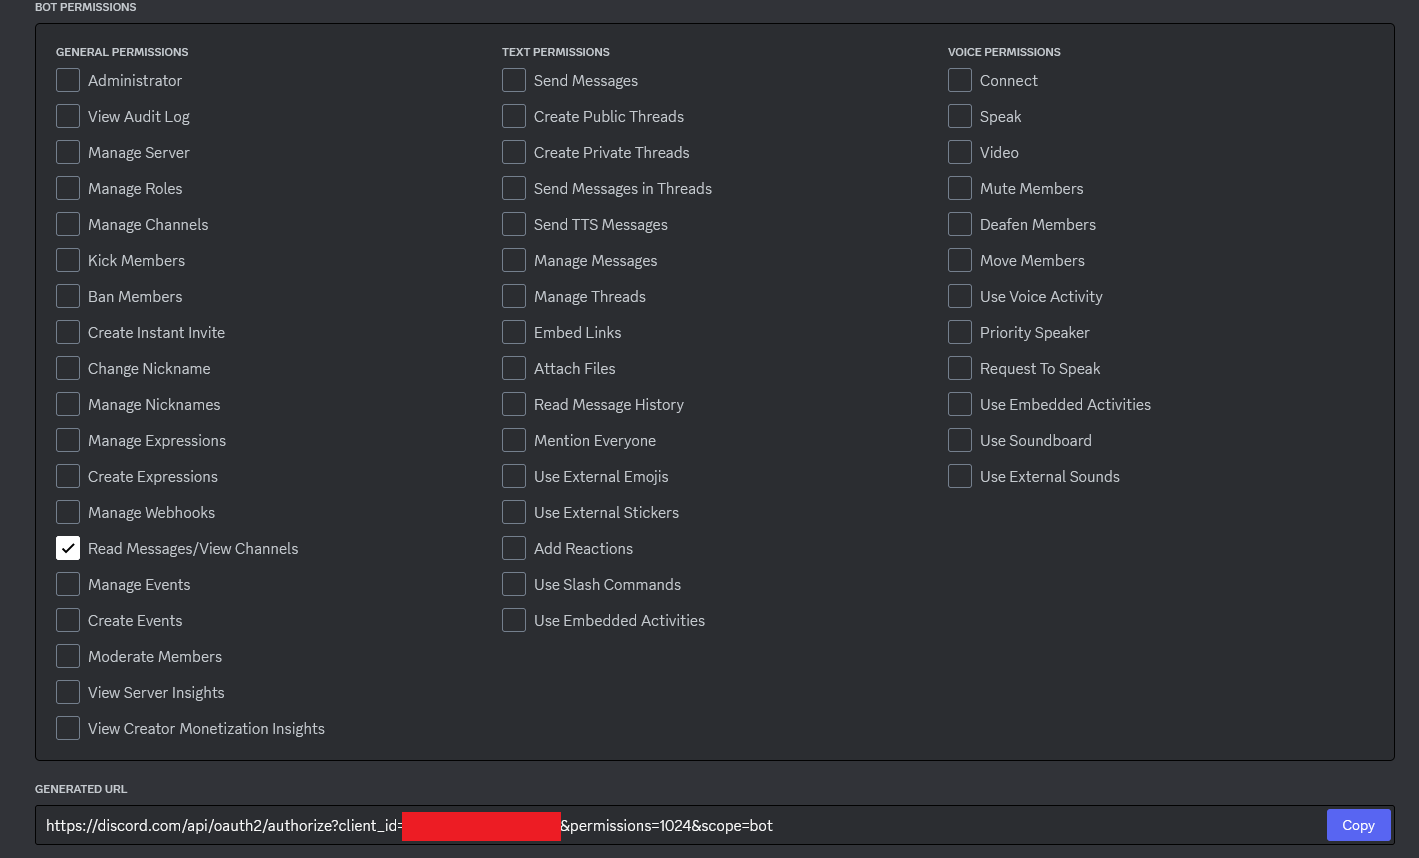 BOT PERMISSIONS
GENERAL PERMISSIONS
Administrator
View Audit Log
Manage Server
Manage Roles
Manage Channels
Kick Members
Ban Members
Create Instant Invite
Change Nickname
Manage Nicknames
Manage Expressions
Create Expressions
Manage Webhooks
Read Messages/View Channels
Manage Events
Create Events
Moderate Members
View Server Insights
View Creator Monetization Insights
TEXT PERMISSIONS
Send Messages
Create Public Threads
Create Private Threads
Send Messages in Threads
Send TTS Messages
Manage Messages
Manage Threads
Embed Links
Attach Files
Read Message History
Mention Everyone
Use External Emojis
Use External Stickers
Add Reactions
Use Slash Commands
Use Embedded Activities
VOICE PERMISSIONS
Connect
Speak
Video
Mute Members
Deafen Members
Move Members
Use Voice Activity
Priority Speaker
Request To Speak
Use Embedded Activities
Use Soundboard
Use External Sounds
GENERATED URL
https://discord.com/api/oauth2/authorize?client_id= &permissions=1024&scope=bot
Copy